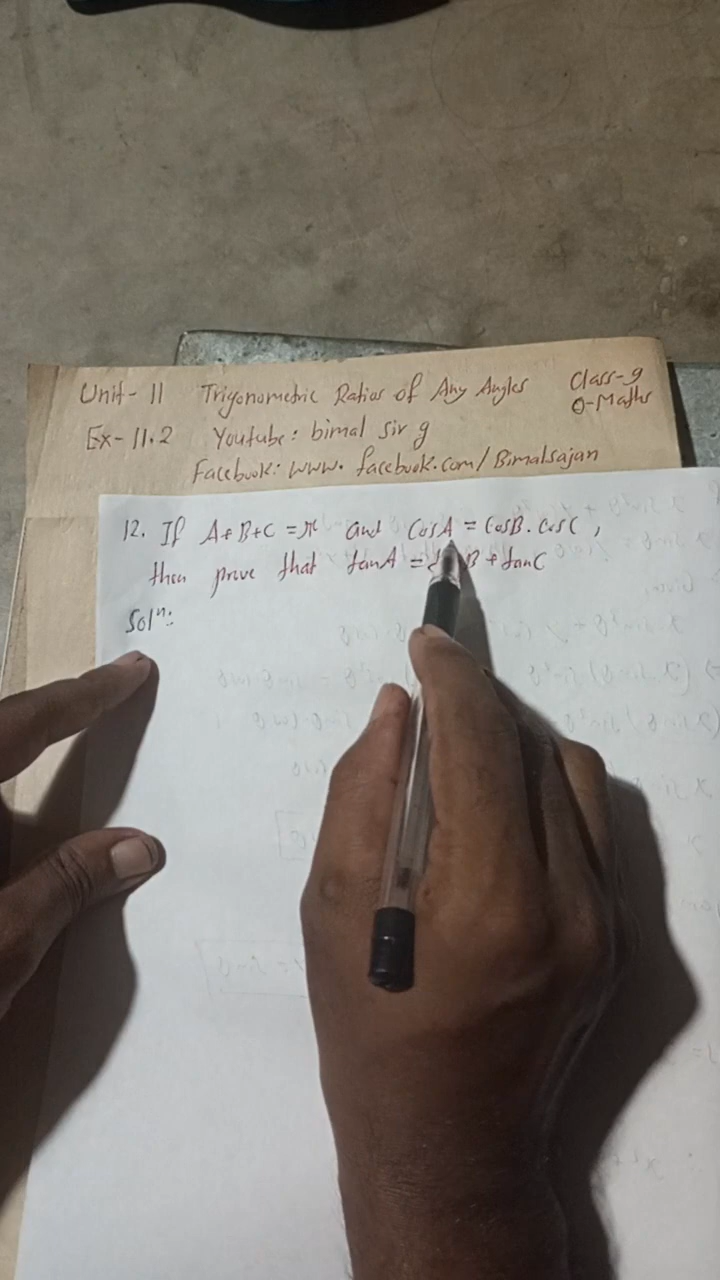 Unit- 11 Trigonometric Ratios of Any Angles Class-9
O-Maths
Ex- 11.2 Youtube: bimal sir g
Facebook: www. facebook.com/Bimalsajan
12. If A+B+C = π and CosA = CosB. CosC ,
then prove that tanA = B + tanC
Solⁿ: